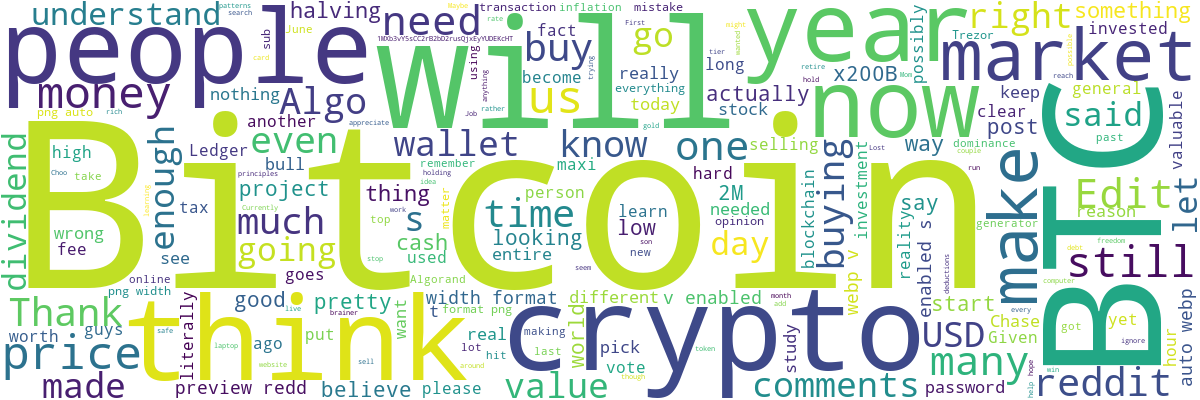 understand
halving
transaction
inflation
mistake
patterns
search
rate
First
might
wanted
something
people
will
year
sub
June
1MXb3vY5sCC2rB2bD2rusQjxEyYUDEKcHT
need
go
right
possibly
Trezor
invested
tier
trying
market
fact
buy
using
really
long
become
everything
x200B
retire
Mom
possible
reach
card
rich
nothing
money
Algo
us
today
actually
hold
now
keep
general
png auto
another
appreciate
Job
anything
rather
gold
stock
clear
post
said
past
Ledger
even
wallet
know
one
selling
way
dominance
Lost
couple
valuable
dividend
high
Choo
take
enough
bull
principles
remember
holding
idea
maxi
hard
buying
investment
run
BTC
Bitcoin
project
thing
person
2M
blockchain
say
Edit
tax
Currently
top
work
s
time
learn
low
needed
opinion
reality
reason
let
wrong
fee
see
learning
much
going
cash
used
matter
looking
entire
son
new
day
webp v
enabled s
generator
make
debt
freedom
still
online
goes
stop
Algorand
seem
deductions
computer
png width
good
pretty
width format
t
different
v enabled
month
add
start
every
got
yet
Thank
live
want
format png
real
world
making
USD
Chase
Given
ignore
hour
auto webp
worth
guys
literally
ago
put
brainer
lot
hit
last
pick
study
token
many
help
hope
win
price
think
crypto
safe
laptop
website
sell
around
vote
though
made
preview redd
believe
please
value
comments
password
reddit